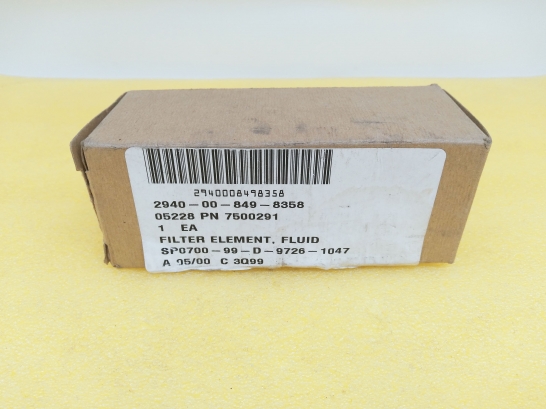 2940008498358
2940-00-849-8358
05228 PN 7500291
1 EA
FILTER ELEMENT, FLUID
SP0700-99-D-9726-1047
A 05/00 C 3Q99